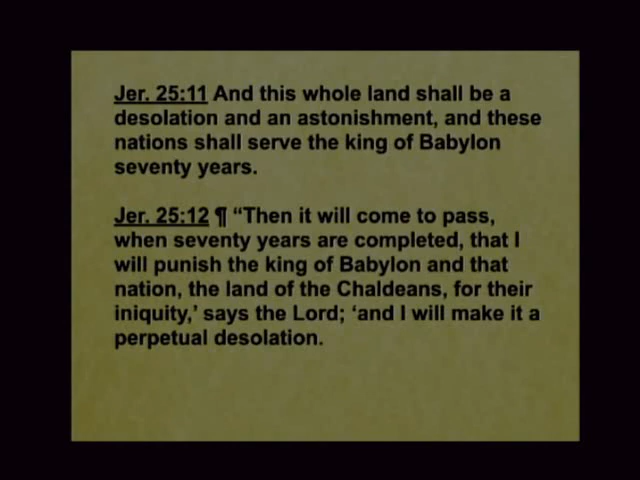 Jer. 25:11 And this whole land shall be a
desolation and an astonishment, and these
nations shall serve the king of Babylon
seventy years.
Jer. 25:12 ¶ “Then it will come to pass,
when seventy years are completed, that I
will punish the king of Babylon and that
nation, the land of the Chaldeans, for their
iniquity,’ says the Lord; ‘and I will make it a
perpetual desolation.